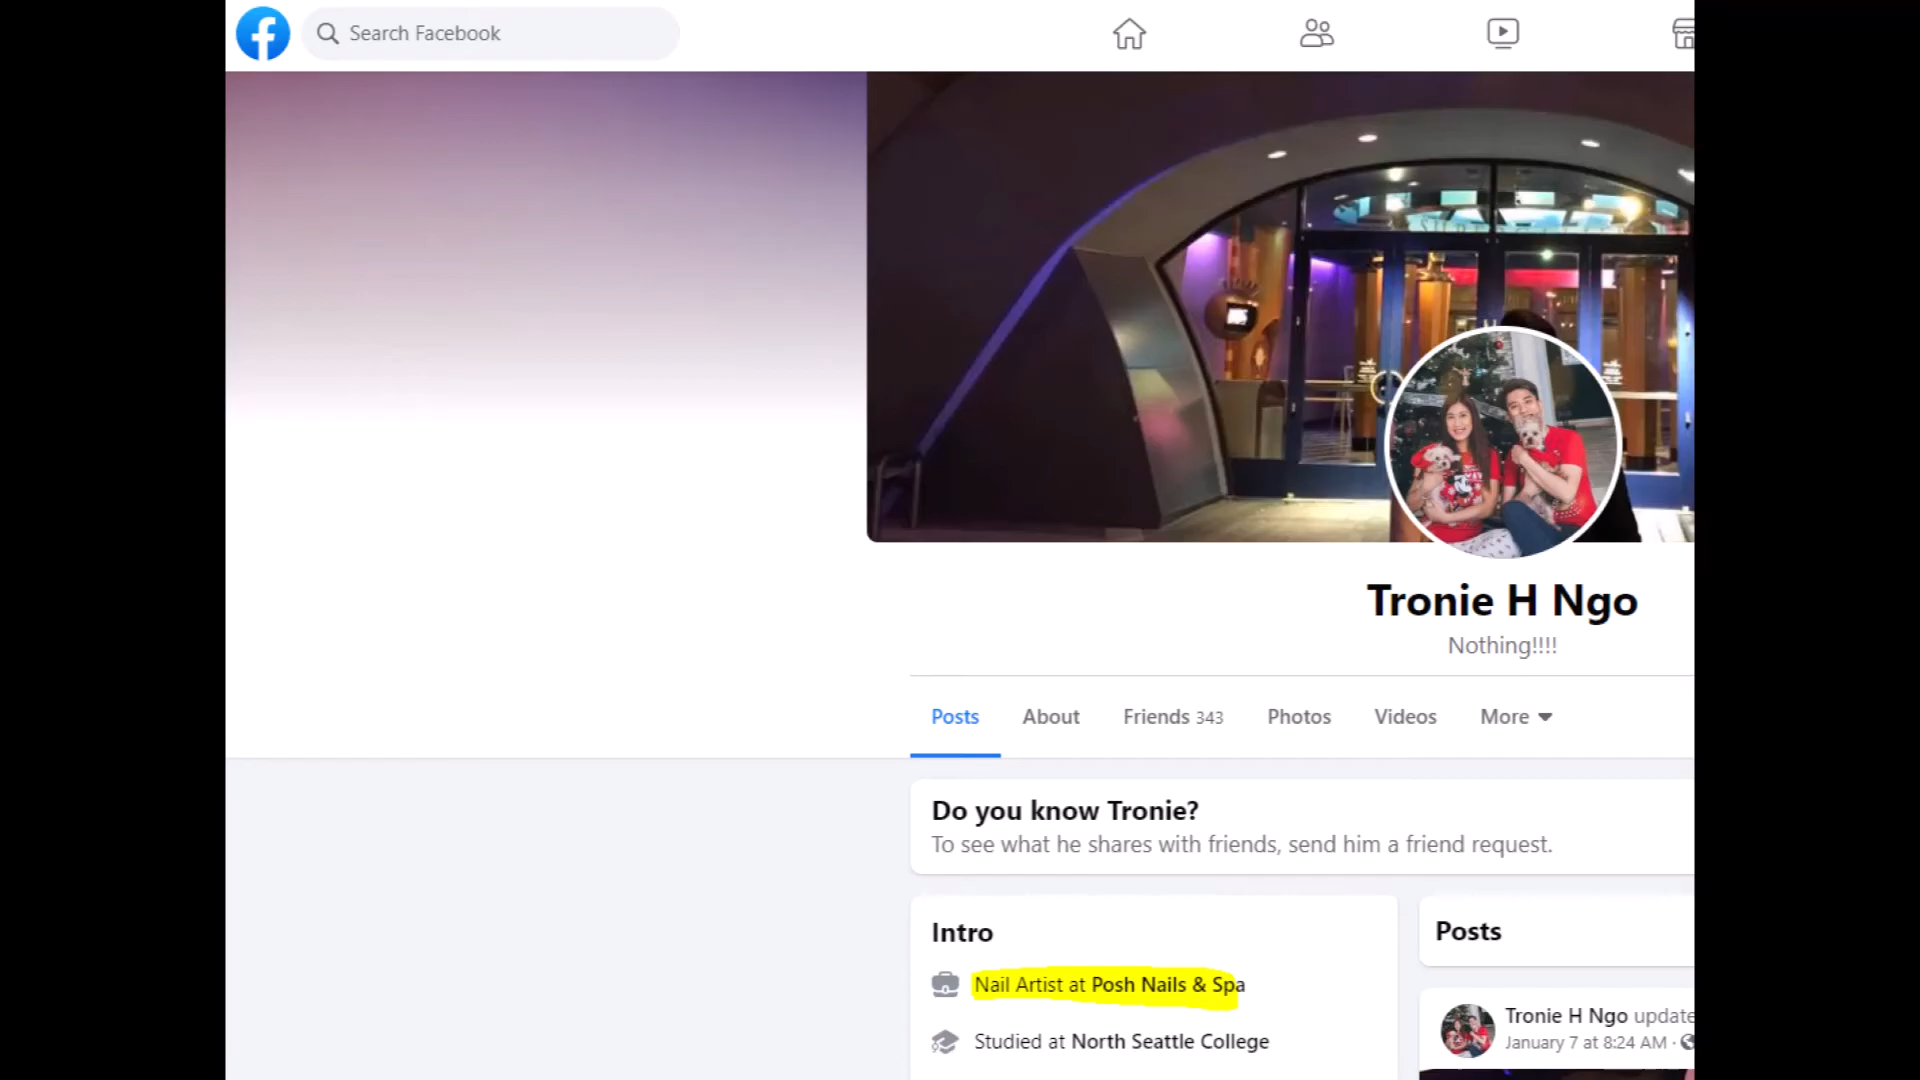 Search Facebook
Tronie H Ngo
Nothing!!!!
Posts
About
Friends 343
Photos
Videos
More
Do you know Tronie?
To see what he shares with friends, send him a friend request.
Intro
Nail Artist at Posh Nails & Spa
Studied at North Seattle College
Posts
Tronie H Ngo update
January 7 at 8:24 AM ·